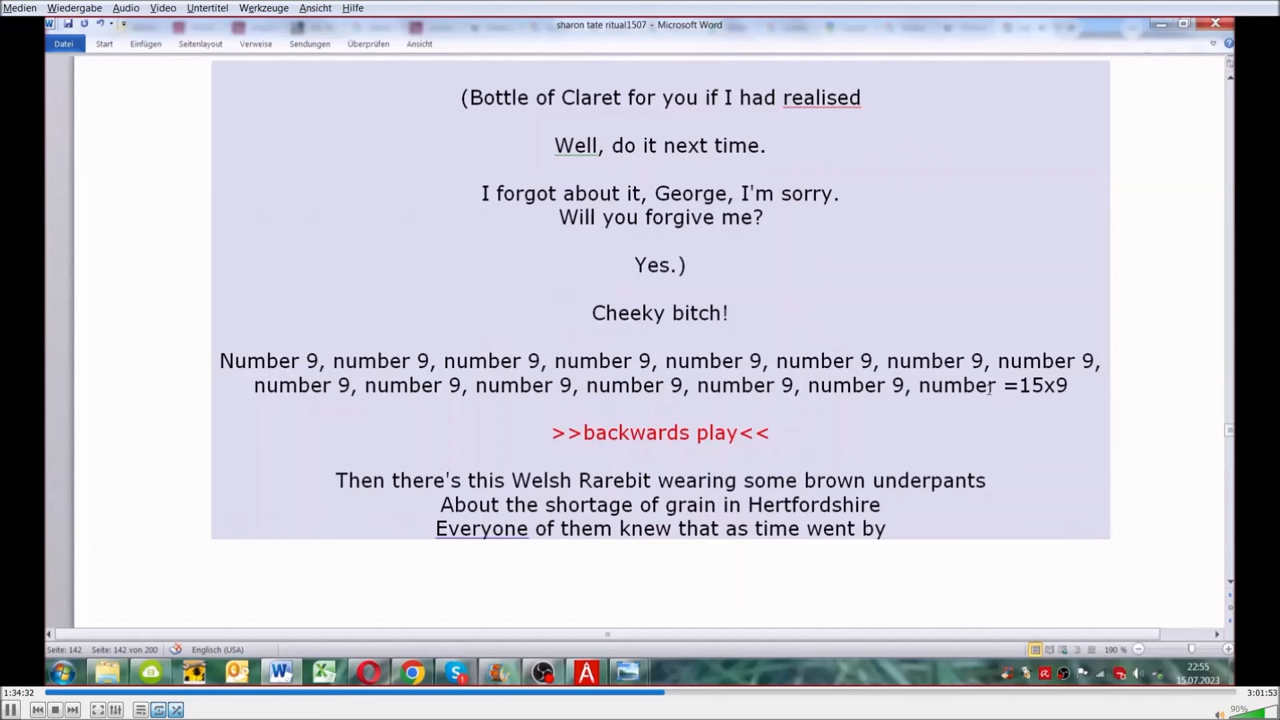 Medien Wiedergabe Audio Video Untertitel Werkzeuge Ansicht Hilfe
sharon tate ritual1507 - Microsoft Word
Datei Start Einfügen Seitenlayout Verweise Sendungen Überprüfen Ansicht
(Bottle of Claret for you if I had realised
Well, do it next time.
I forgot about it, George, I'm sorry.
Will you forgive me?
Yes.)
Cheeky bitch!
Number 9, number 9, number 9, number 9, number 9, number 9, number 9, number 9,
number 9, number 9, number 9, number 9, number 9, number 9, number =15x9
>>backwards play<<
Then there's this Welsh Rarebit wearing some brown underpants
About the shortage of grain in Hertfordshire
Everyone of them knew that as time went by
Seite: 142 Seite: 142 von 200 Englisch (USA) 190 %
22:55
15.07.2023
1:34:32 3:01:53
90%